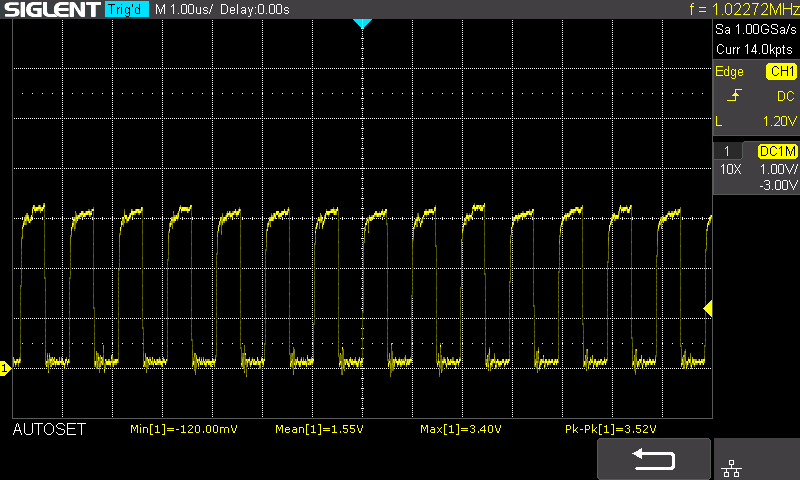 SIGLENT Trig'd M 1.00us/ Delay:0.00s f = 1.02272MHz
Sa 1.00GSa/s
Curr 14.0kpts
Edge CH1
DC
L 1.20V
1 DC1M
10X 1.00V/
-3.00V
1
AUTOSET Min[1]=-120.00mV Mean[1]=1.55V Max[1]=3.40V Pk-Pk[1]=3.52V